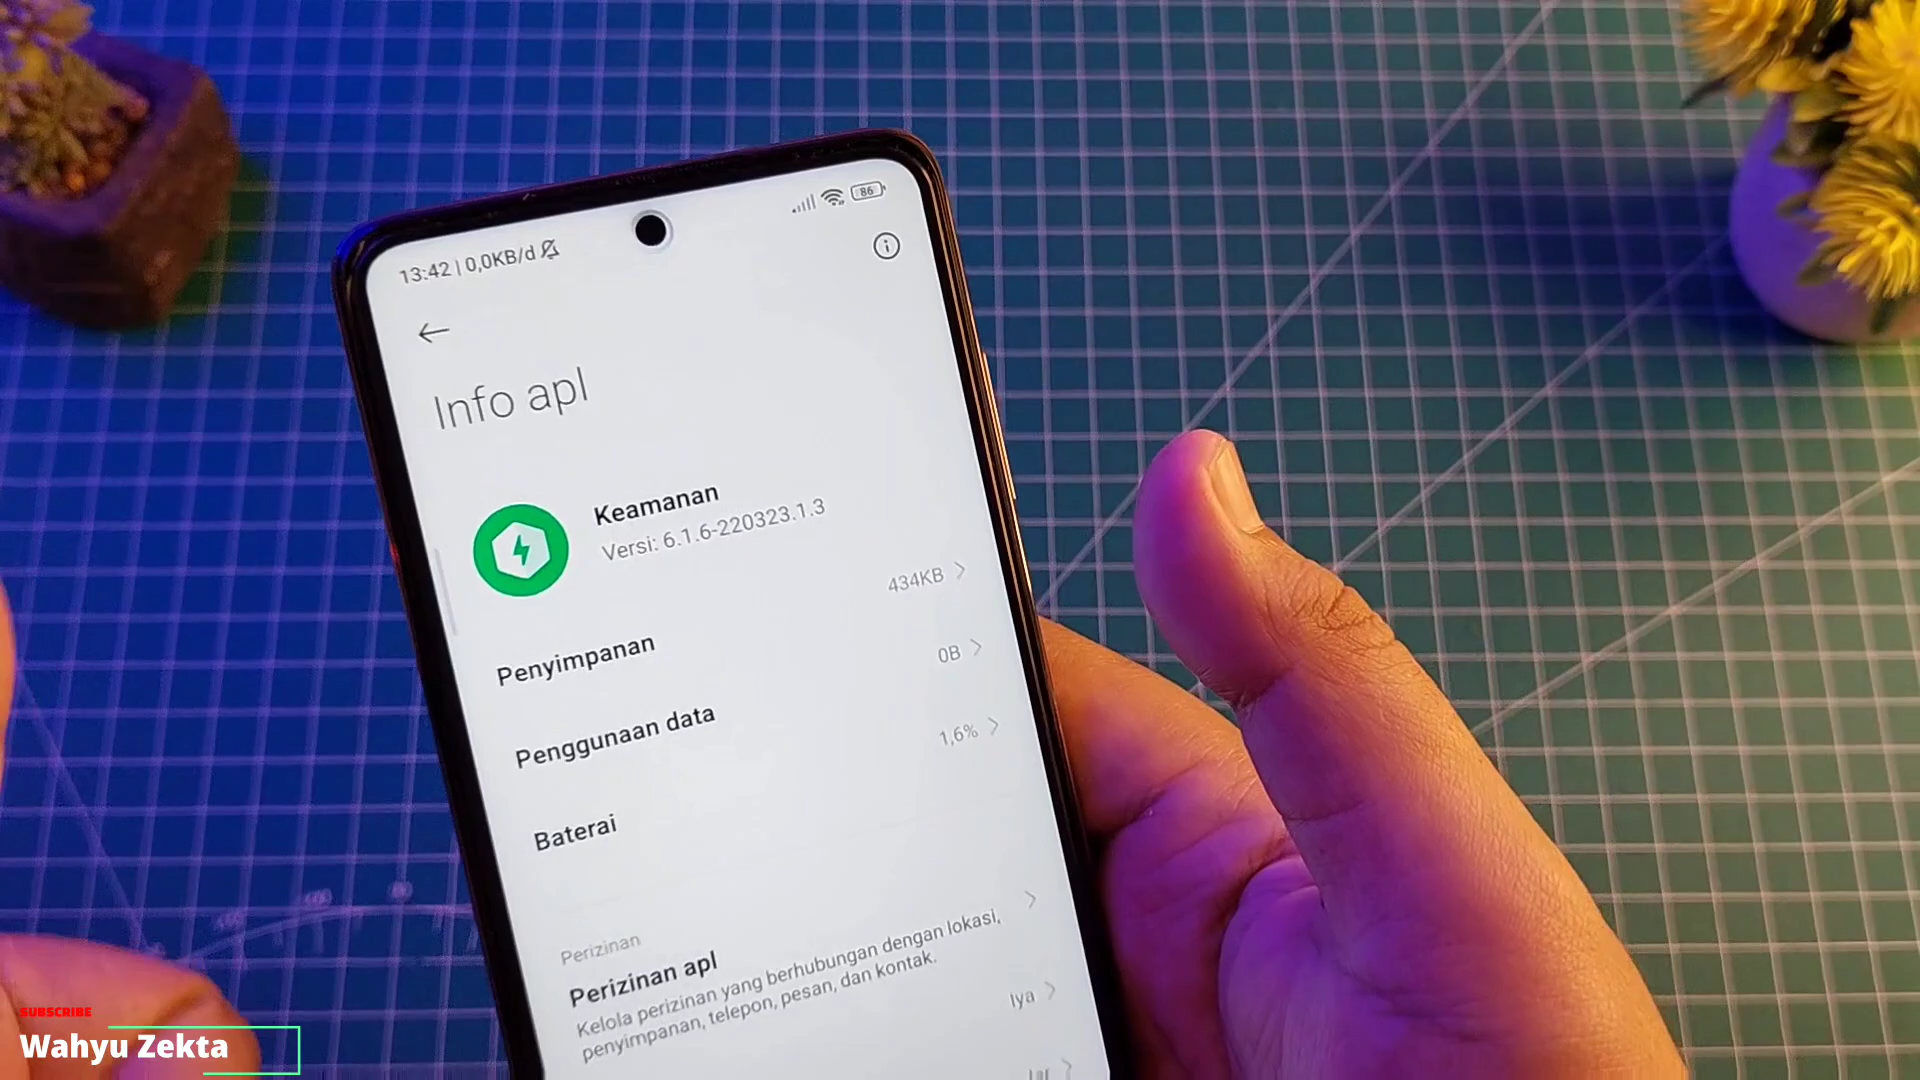 13:42 | 0,0KB/d
86
Info apl
Keamanan
Versi: 6.1.6-220323.1.3
Penyimpanan
434KB
Penggunaan data
0B
Baterai
1,6%
Perizinan
Perizinan apl
Kelola perizinan yang berhubungan dengan lokasi,
penyimpanan, telepon, pesan, dan kontak.
Iya
SUBSCRIBE
Wahyu Zekta